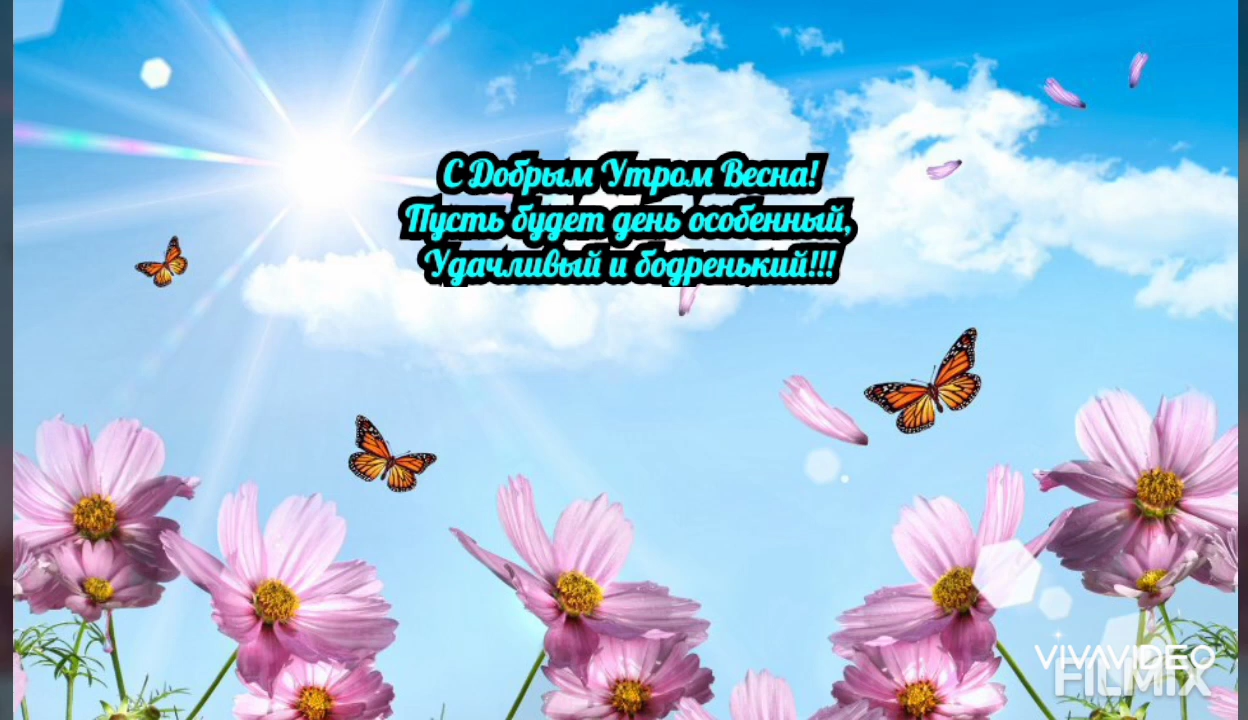 С Добрым Утром Весна!
Пусть будет день особенный,
Удачливый и бодренький!!!
VIVAVIDEO
FILMIX